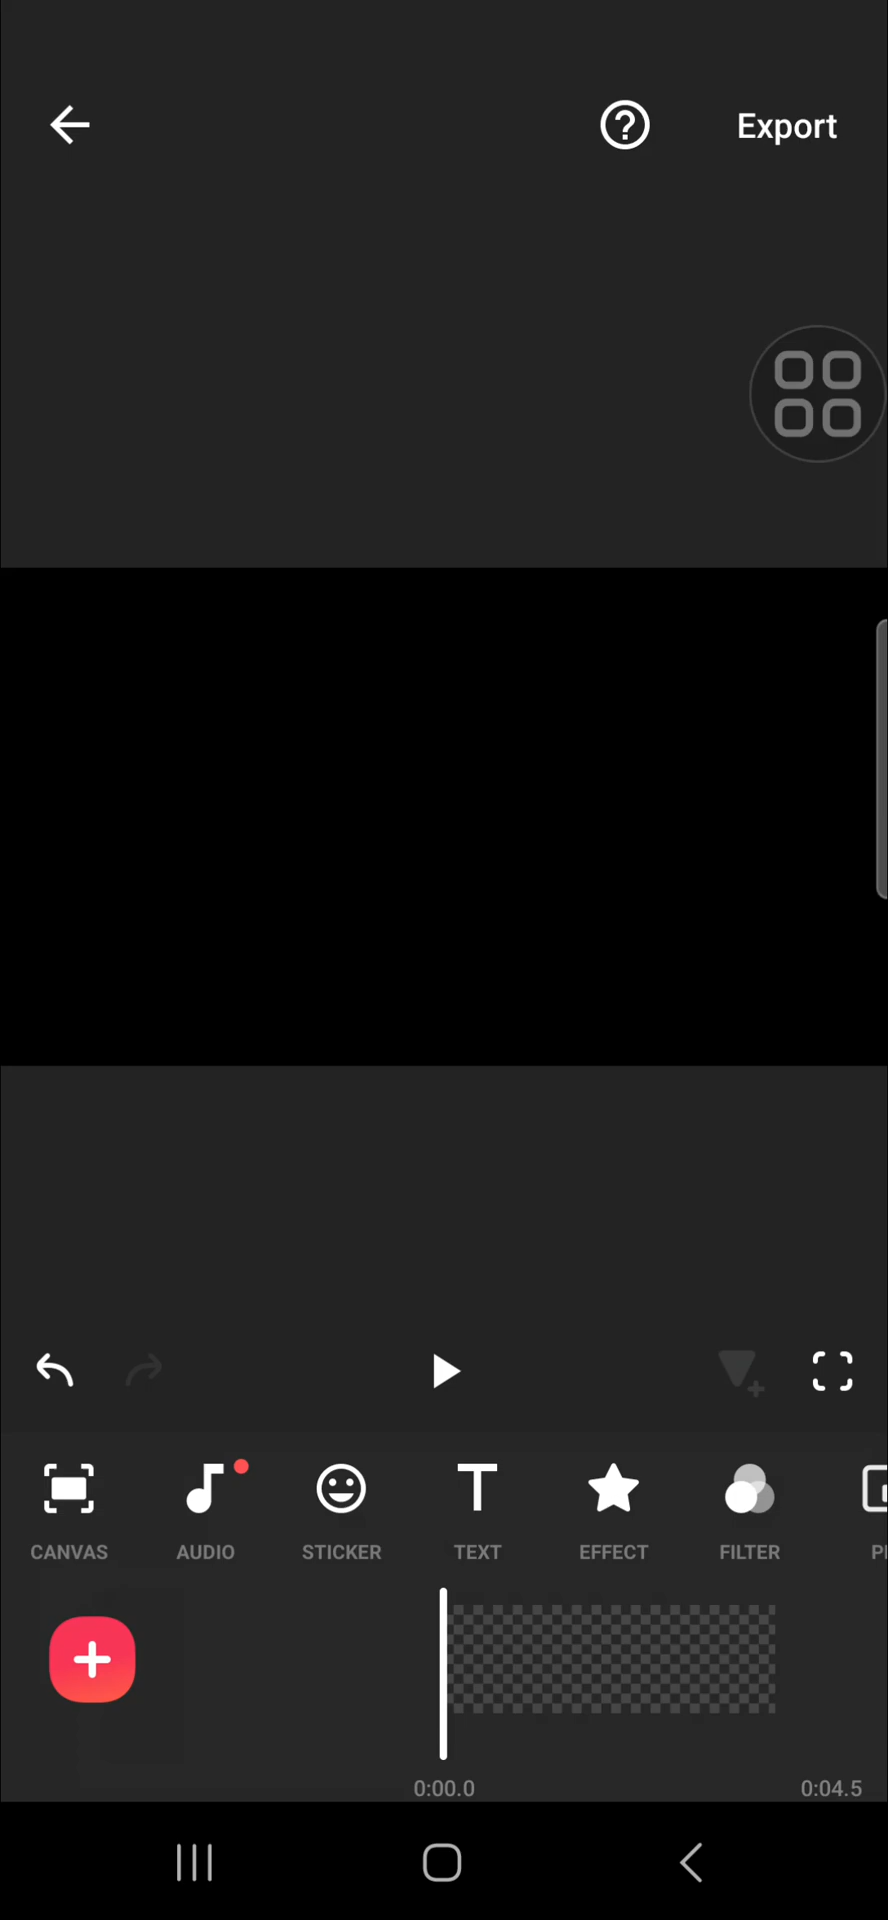 Export
CANVAS
AUDIO
STICKER
TEXT
EFFECT
FILTER
0:00.0
0:04.5